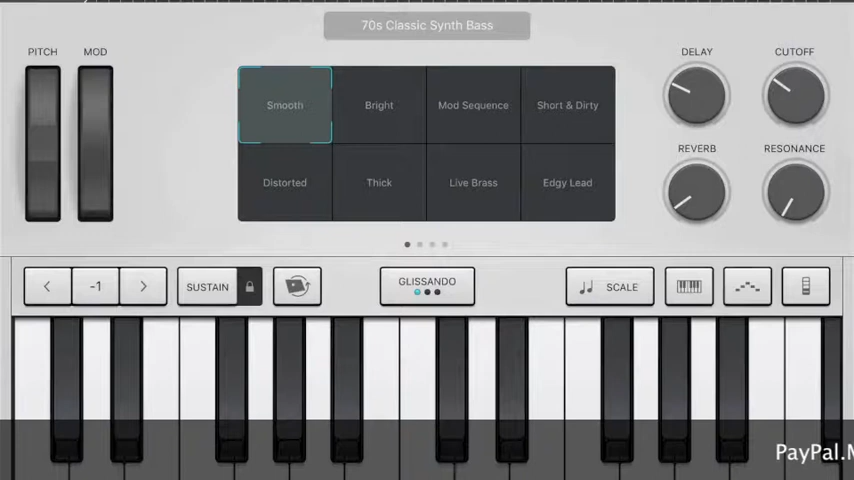 70s Classic Synth Bass
PITCH MOD
DELAY CUTOFF
Smooth Bright Mod Sequence Short & Dirty
REVERB RESONANCE
Distorted Thick Live Brass Edgy Lead
-1
SUSTAIN
GLISSANDO
SCALE
PayPal.M